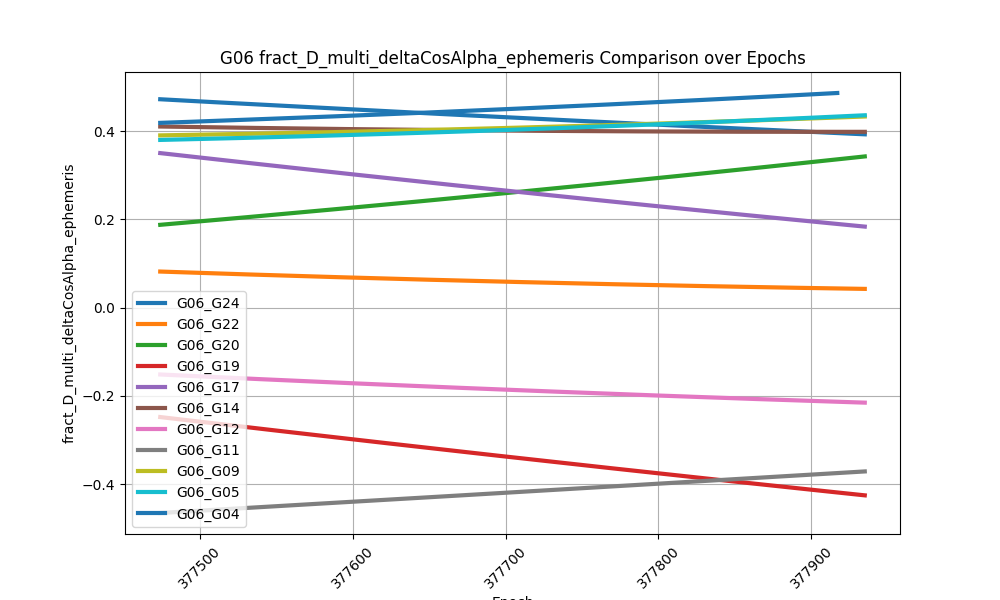 G06 fract_D_multi_deltaCosAlpha_ephemeris Comparison over Epochs
fract_D_multi_deltaCosAlpha_ephemeris
0.4
0.2
0.0
−0.2
−0.4
G06_G24
G06_G22
G06_G20
G06_G19
G06_G17
G06_G14
G06_G12
G06_G11
G06_G09
G06_G05
G06_G04
377500
377600
377700
377800
377900
Epoch